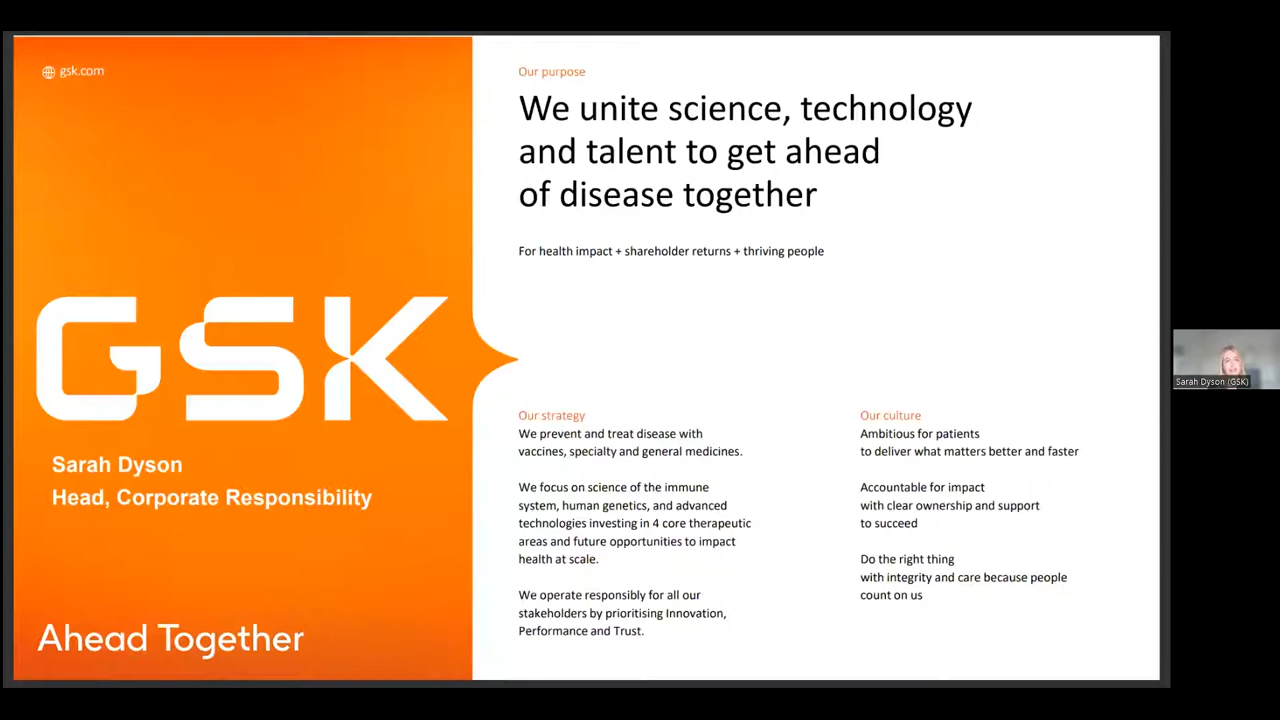 gsk.com
GSK
Sarah Dyson
Head, Corporate Responsibility
Ahead Together
Our purpose
We unite science, technology
and talent to get ahead
of disease together
For health impact + shareholder returns + thriving people
Our strategy
We prevent and treat disease with
vaccines, specialty and general medicines.
We focus on science of the immune
system, human genetics, and advanced
technologies investing in 4 core therapeutic
areas and future opportunities to impact
health at scale.
We operate responsibly for all our
stakeholders by prioritising Innovation,
Performance and Trust.
Our culture
Ambitious for patients
to deliver what matters better and faster
Accountable for impact
with clear ownership and support
to succeed
Do the right thing
with integrity and care because people
count on us
Sarah Dyson (GSK)